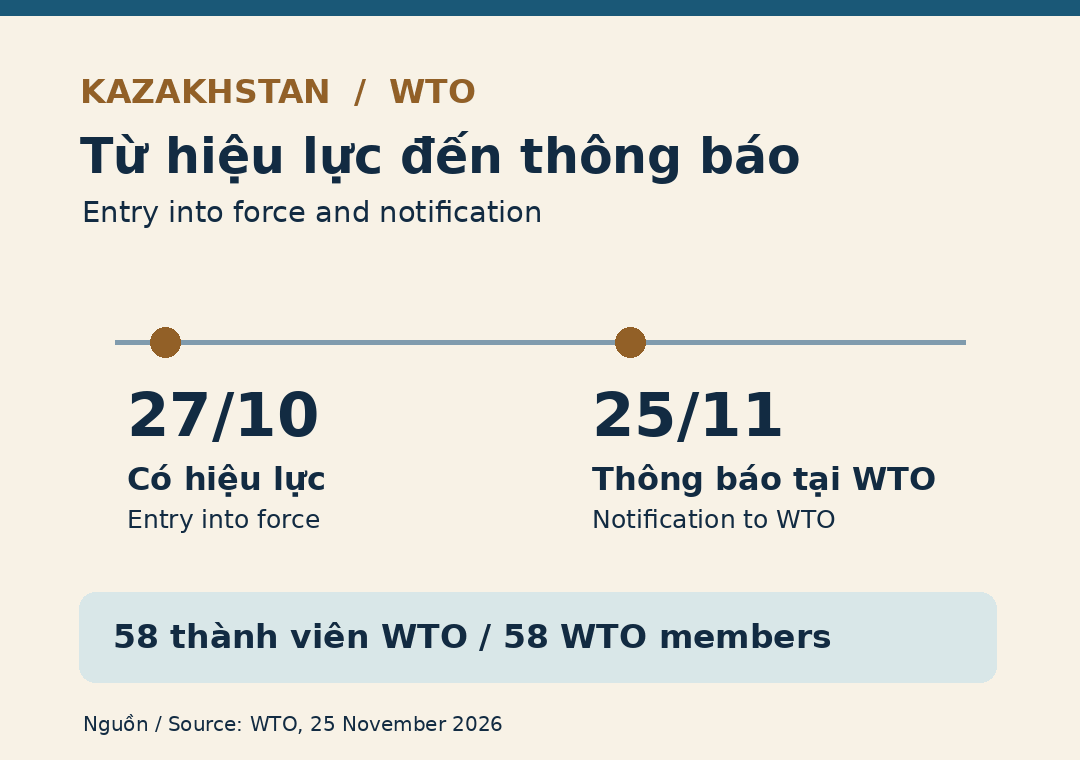 KAZAKHSTAN / WTO
Từ hiệu lực đến thông báo
Entry into force and notification
27/10
Có hiệu lực
Entry into force
25/11
Thông báo tại WTO
Notification to WTO
58 thành viên WTO / 58 WTO members
Nguồn / Source: WTO, 25 November 2026